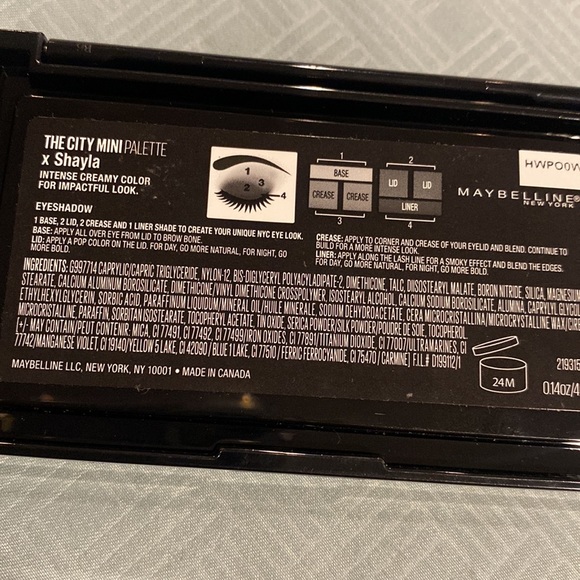 THE CITY MINI PALETTE
x Shayla
INTENSE CREAMY COLOR
FOR IMPACTFUL LOOK.
1
2
3
4
1
BASE
CREASE CREASE
3
2
LID LID
LINER
4
HWPO0W
MAYBELLINE®
NEW YORK
EYESHADOW
1 BASE, 2 LID, 2 CREASE AND 1 LINER SHADE TO CREATE YOUR UNIQUE NYC EYE LOOK.
BASE: APPLY ALL OVER EYE FROM LID TO BROW BONE.
LID: APPLY A POP COLOR ON THE LID. FOR DAY, GO MORE NATURAL, FOR NIGHT, GO
MORE BOLD.
CREASE: APPLY TO CORNER AND CREASE OF YOUR EYELID AND BLEND. CONTINUE TO
BUILD FOR A MORE INTENSE LOOK.
LINER: APPLY ALONG THE LASH LINE FOR A SMOKY EFFECT AND BLEND THE EDGES.
FOR DAY, GO MORE NATURAL, FOR NIGHT, GO MORE BOLD.
INGREDIENTS: G997714 CAPRYLIC/CAPRIC TRIGLYCERIDE, NYLON-12, BIS-DIGLYCERYL POLYACYLADIPATE-2, DIMETHICONE, TALC, DIISOSTEARYL MALATE, BORON NITRIDE, SILICA, MAGNESIUM
STEARATE, CALCIUM ALUMINUM BOROSILICATE, DIMETHICONE/VINYL DIMETHICONE CROSSPOLYMER, ISOSTEARYL ALCOHOL, CALCIUM SODIUM BOROSILICATE, ALUMINA, CAPRYLYL GLYCOL
ETHYLHEXYLGLYCERIN, SORBIC ACID, PARAFFINUM LIQUIDUM/MINERAL OIL/HUILE MINERALE, SODIUM DEHYDROACETATE, CERA MICROCRISTALLINA/MICROCRYSTALLINE WAX/CIRE
MICROCRISTALLINE, PARAFFIN, SORBITAN ISOSTEARATE, TOCOPHERYL ACETATE, TIN OXIDE, SERICA POWDER/SILK POWDER/POUDRE DE SOIE, TOCOPHEROL
[+/- MAY CONTAIN/PEUT CONTENIR: MICA, CI 77491, CI 77492, CI 77499/IRON OXIDES, CI 77891/TITANIUM DIOXIDE, CI 77007/ULTRAMARINES, CI
77742/MANGANESE VIOLET, CI 19140/YELLOW 5 LAKE, CI 42090/BLUE 1 LAKE, CI 77510/FERRIC FERROCYANIDE, CI 75470/CARMINE] F.I.L.# D199112/1
MAYBELLINE LLC, NEW YORK, NY 10001 • MADE IN CANADA
24M
219315
0.14oz/4